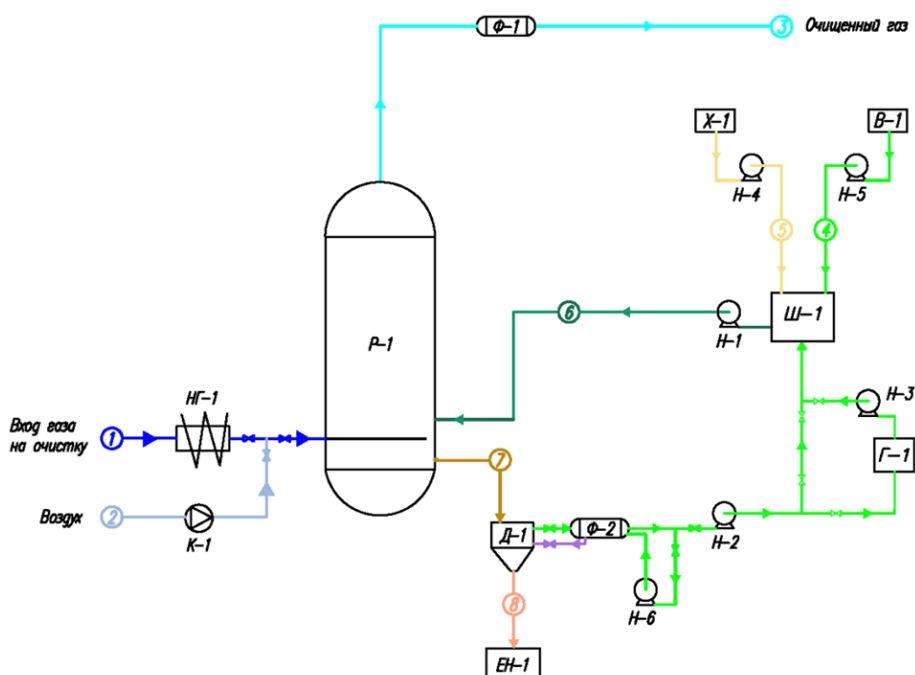 Ф-1
3
Очищенный газ
Х-1
В-1
Н-4
Н-5
5
4
6
Н-1
Ш-1
Р-1
НГ-1
Н-3
Вход газа
на очистку
1
Г-1
7
Воздух
2
К-1
Д-1
Ф-2
Н-2
8
Н-6
ЕН-1